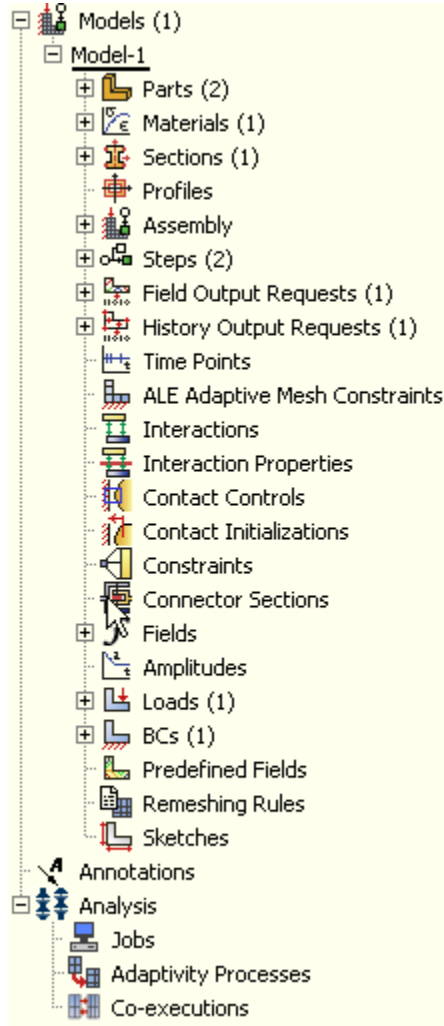 Models (1)
Model-1
Parts (2)
Materials (1)
Sections (1)
Profiles
Assembly
Steps (2)
Field Output Requests (1)
History Output Requests (1)
Time Points
ALE Adaptive Mesh Constraints
Interactions
Interaction Properties
Contact Controls
Contact Initializations
Constraints
Connector Sections
Fields
Amplitudes
Loads (1)
BCs (1)
Predefined Fields
Remeshing Rules
Sketches
Annotations
Analysis
Jobs
Adaptivity Processes
Co-executions